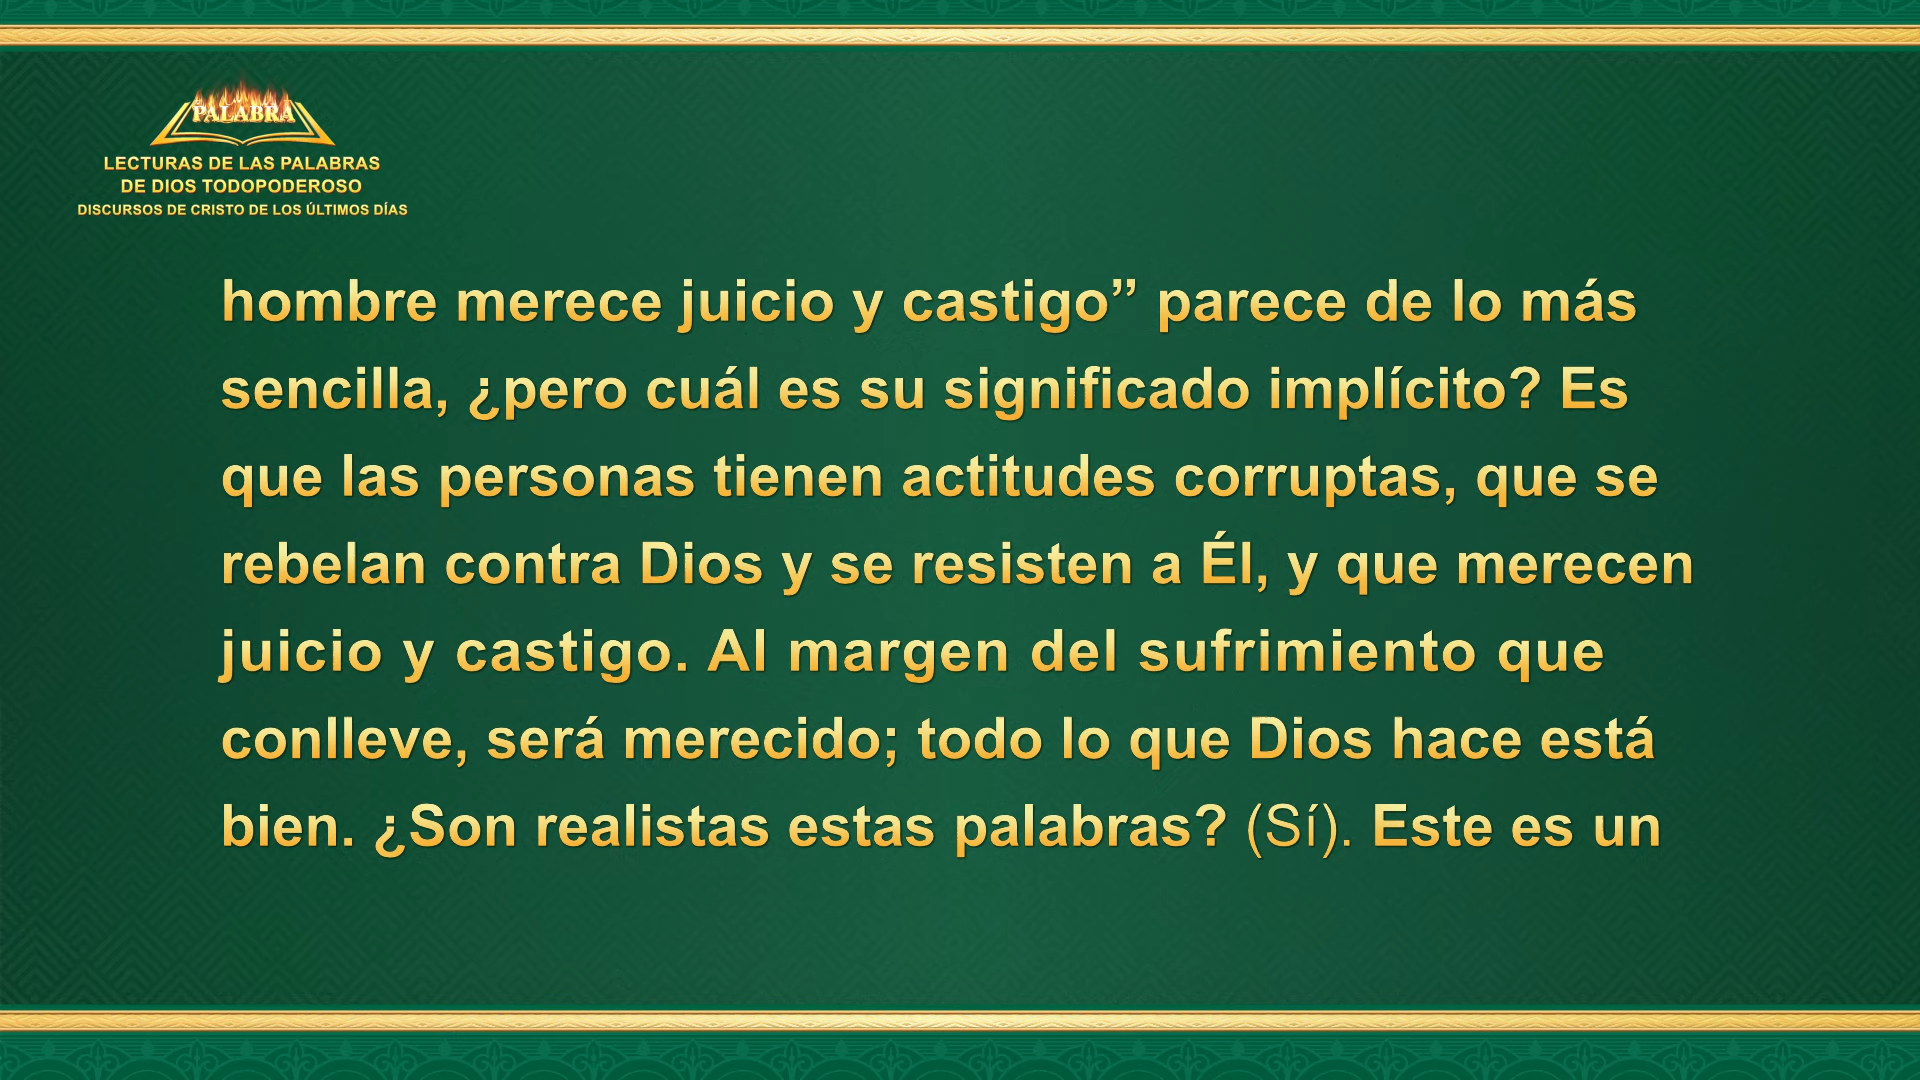 PALABRA
LECTURAS DE LAS PALABRAS
DE DIOS TODOPODEROSO
DISCURSOS DE CRISTO DE LOS ÚLTIMOS DÍAS
hombre merece juicio y castigo” parece de lo más
sencilla, ¿pero cuál es su significado implícito? Es
que las personas tienen actitudes corruptas, que se
rebelan contra Dios y se resisten a Él, y que merecen
juicio y castigo. Al margen del sufrimiento que
conlleve, será merecido; todo lo que Dios hace está
bien. ¿Son realistas estas palabras? (Sí). Este es un